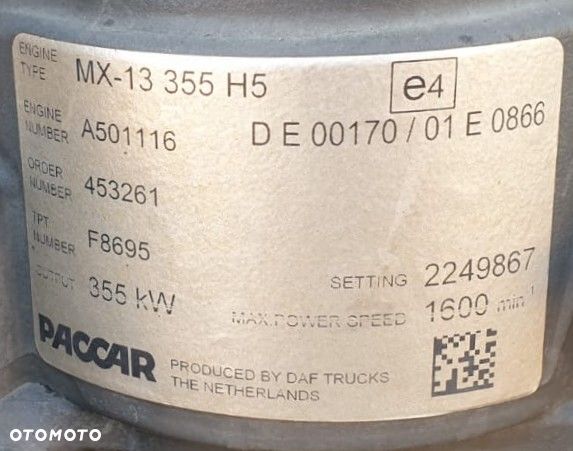 ENGINE
TYPE MX-13 355 H5
e4
ENGINE
NUMBER A501116
D E 00170 / 01 E 0866
ORDER
NUMBER 453261
TPT
NUMBER F8695
OUTPUT 355 kW
SETTING 2249867
MAX.POWER SPEED 1600 min⁻¹
PACCAR
PRODUCED BY DAF TRUCKS
THE NETHERLANDS
OTOMOTO